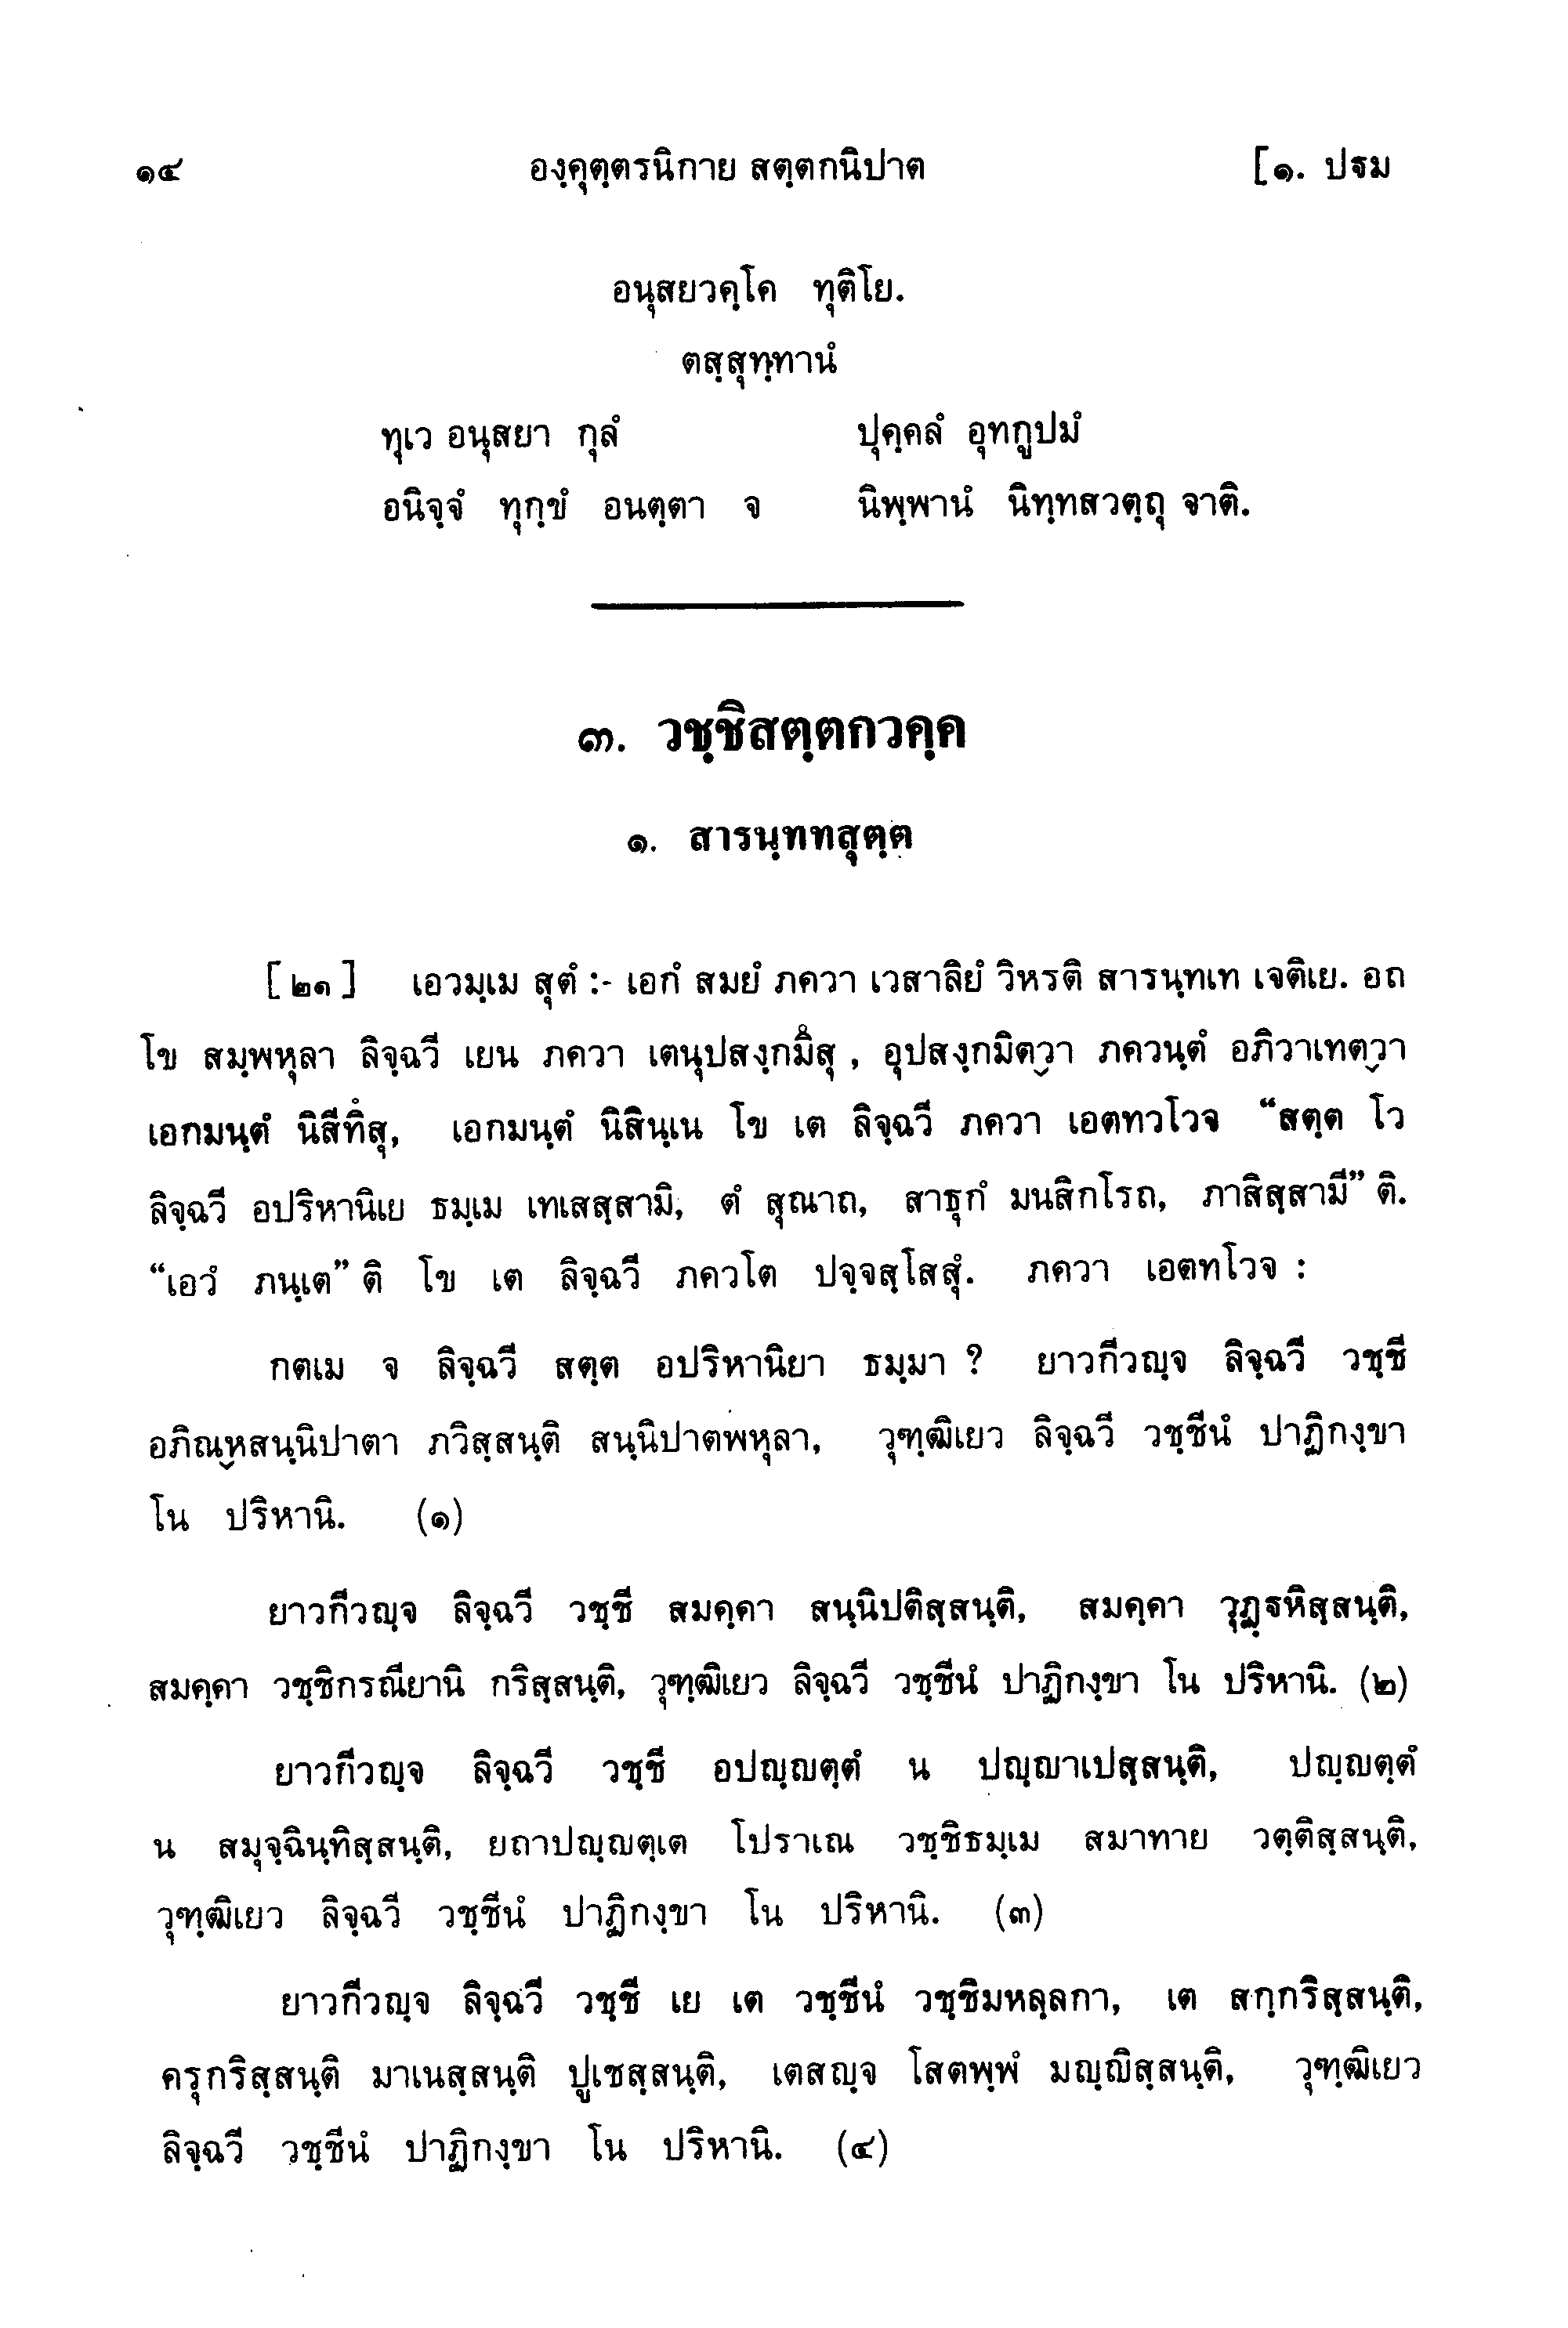 ๑๔ องฺคุตฺตรนิกาย สตฺตกนิปาต [๑. ปฐม
อนุสยวคฺโค ทุติโย.
ตสฺสุทฺทานํ
ทุเว อนุสยา กุลํ ปุคฺคลํ อุทกูปมํ
อนิจฺจํ ทุกฺขํ อนตฺตา จ นิพฺพานํ นิทฺทสวตฺถุ จาติ.
๓. วชฺชิสตฺตกวคฺค
๑. สารนฺททสุตฺต
[๒๑] เอวมฺเม สุตํ :- เอกํ สมยํ ภควา เวสาลิยํ วิหรติ สารนฺทเท เจติเย. อถ
โข สมฺพหุลา ลิจฺฉวี เยน ภควา เตนุปสงฺกมึสุ, อุปสงฺกมิตฺวา ภควนฺตํ อภิวาเทตฺวา
เอกมนฺตํ นิสีทึสุ, เอกมนฺตํ นิสินฺเน โข เต ลิจฺฉวี ภควา เอตทวโวจ “สตฺต โว
ลิจฺฉวี อปริหานิเย ธมฺเม เทเสสฺสามิ, ตํ สุณาถ, สาธุกํ มนสิกโรถ, ภาสิสฺสามี” ติ.
“เอวํ ภนฺเต” ติ โข เต ลิจฺฉวี ภควโต ปจฺจสฺโสสุํ. ภควา เอตทโวจ :
กตเม จ ลิจฺฉวี สตฺต อปริหานิยา ธมฺมา ? ยาวกีวญฺจ ลิจฺฉวี วชฺชี
อภิณฺหสนฺนิปาตา ภวิสฺสนฺติ สนฺนิปาตพหุลา, วุฑฺฒิเยว ลิจฺฉวี วชฺชีนํ ปาฏิกงฺขา
โน ปริหานิ. (๑)
ยาวกีวญฺจ ลิจฺฉวี วชฺชี สมคฺคา สนฺนิปติสฺสนฺติ, สมคฺคา วุฏฺฐหิสฺสนฺติ,
สมคฺคา วชฺชิกรณียานิ กริสฺสนฺติ, วุฑฺฒิเยว ลิจฺฉวี วชฺชีนํ ปาฏิกงฺขา โน ปริหานิ. (๒)
ยาวกีวญฺจ ลิจฺฉวี วชฺชี อปญฺญตฺตํ น ปญฺญาเปสฺสนฺติ, ปญฺญตฺตํ
น สมุจฺฉินฺทิสฺสนฺติ, ยถาปญฺญตฺเต โปราเณ วชฺชิธมฺเม สมาทาย วตฺติสฺสนฺติ,
วุฑฺฒิเยว ลิจฺฉวี วชฺชีนํ ปาฏิกงฺขา โน ปริหานิ. (๓)
ยาวกีวญฺจ ลิจฺฉวี วชฺชี เย เต วชฺชีนํ วชฺชิมหลฺลกา, เต สกฺกริสฺสนฺติ,
ครุกริสฺสนฺติ มาเนสฺสนฺติ ปูเชสฺสนฺติ, เตสญฺจ โสตพฺพํ มญฺญิสฺสนฺติ, วุฑฺฒิเยว
ลิจฺฉวี วชฺชีนํ ปาฏิกงฺขา โน ปริหานิ. (๔)